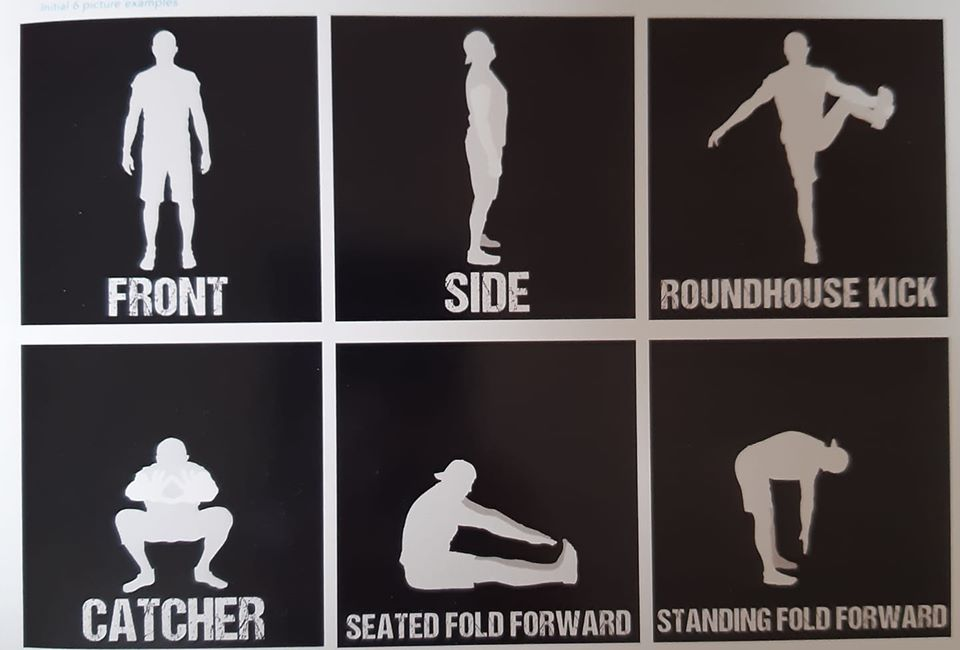 Initial 6 picture examples
FRONT
SIDE
ROUNDHOUSE KICK
CATCHER
SEATED FOLD FORWARD
STANDING FOLD FORWARD